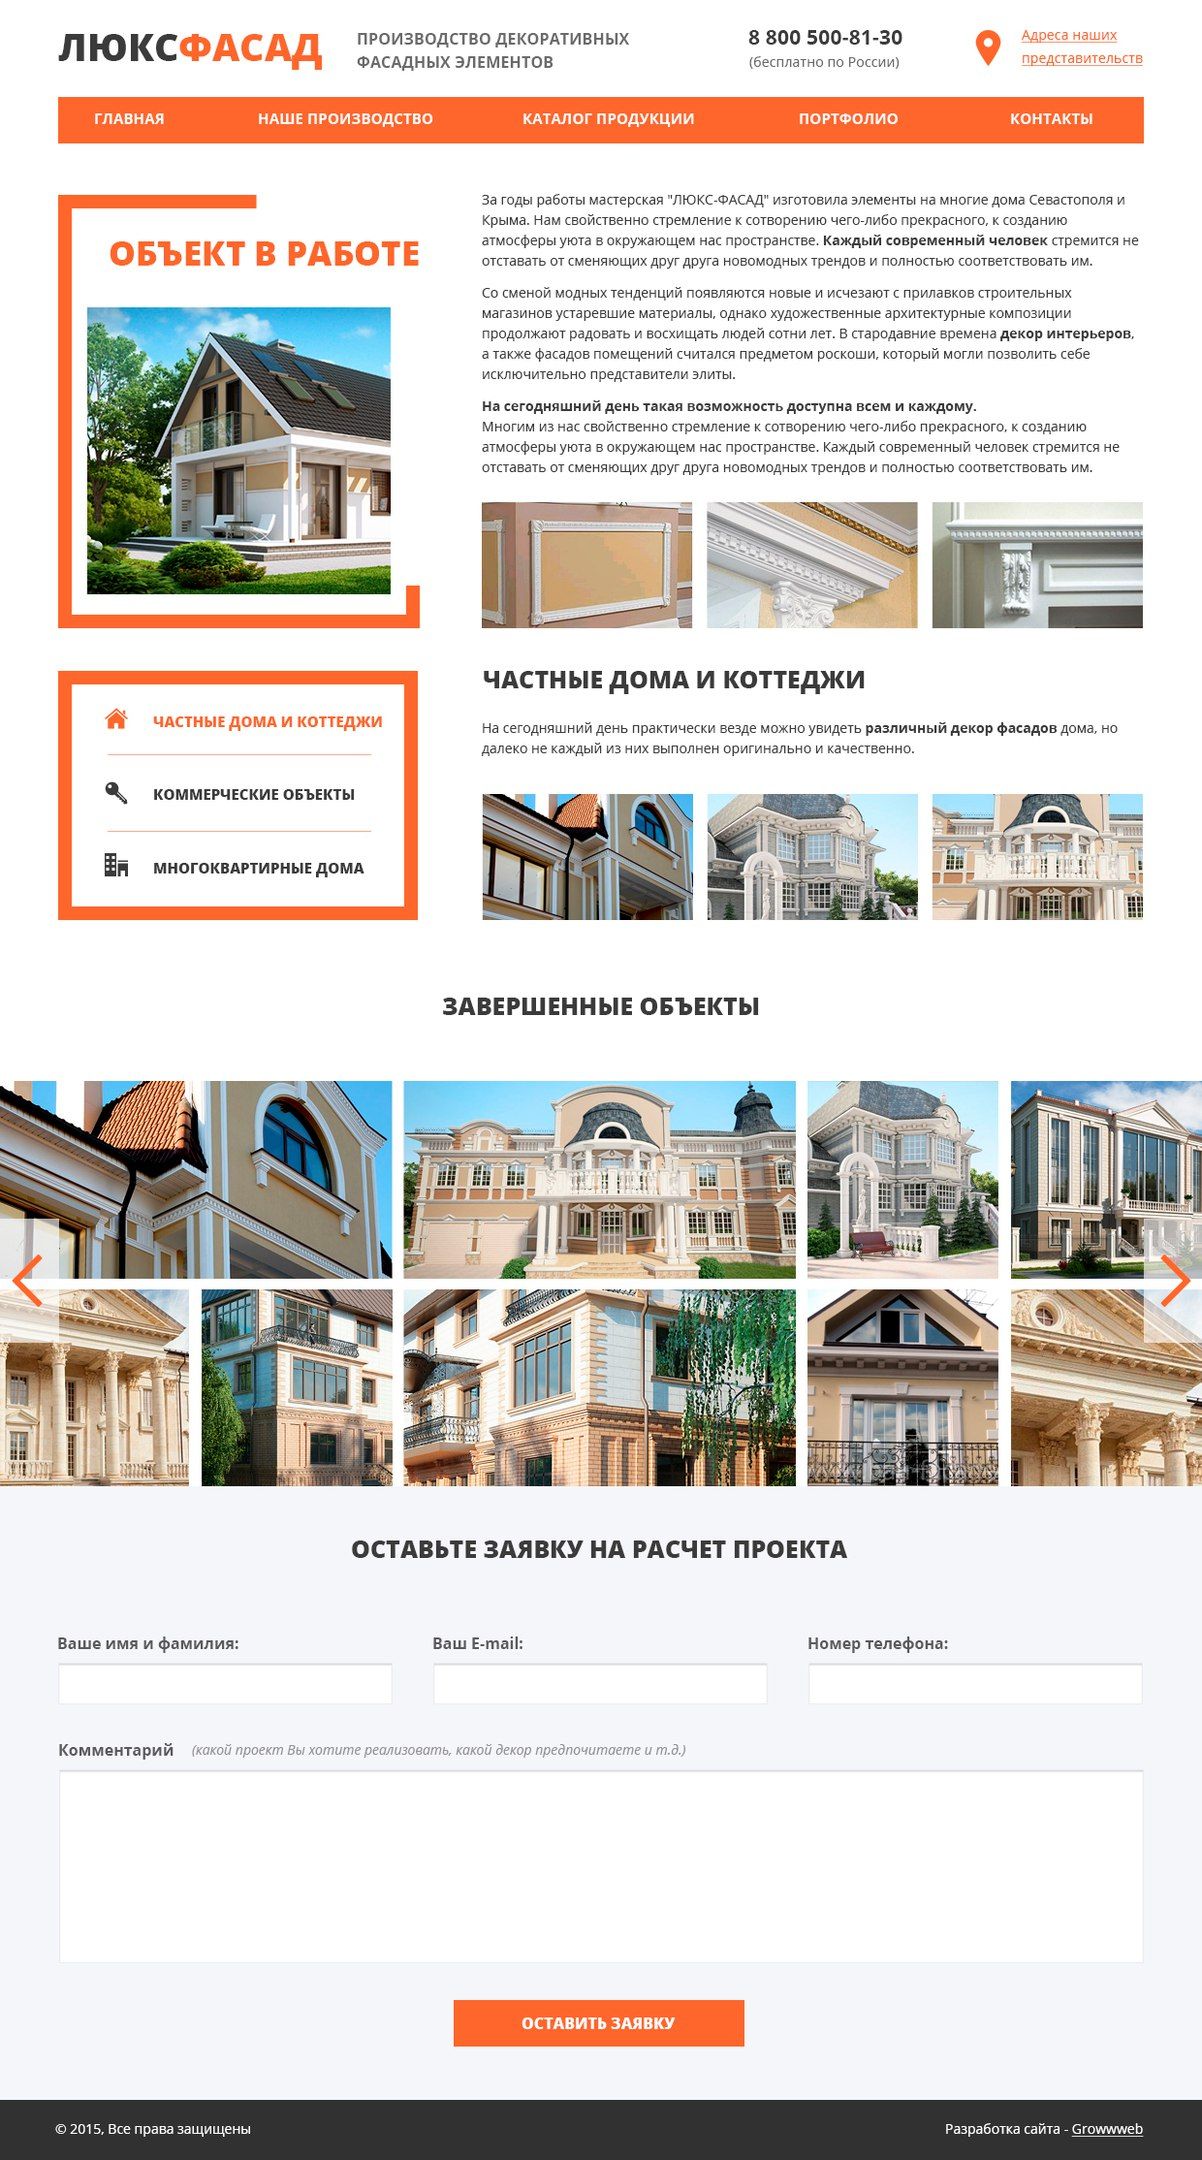 ЛЮКСФАСАД
ПРОИЗВОДСТВО ДЕКОРАТИВНЫХ
ФАСАДНЫХ ЭЛЕМЕНТОВ
8 800 500-81-30
(бесплатно по России)
Адреса наших
представительств
ГЛАВНАЯ
НАШЕ ПРОИЗВОДСТВО
КАТАЛОГ ПРОДУКЦИИ
ПОРТФОЛИО
КОНТАКТЫ
ОБЪЕКТ В РАБОТЕ
За годы работы мастерская "ЛЮКС-ФАСАД" изготовила элементы на многие дома Севастополя и
Крыма. Нам свойственно стремление к сотворению чего-либо прекрасного, к созданию
атмосферы уюта в окружающем нас пространстве. Каждый современный человек стремится не
отставать от сменяющих друг друга новомодных трендов и полностью соответствовать им.
Со сменой модных тенденций появляются новые и исчезают с прилавков строительных
магазинов устаревшие материалы, однако художественные архитектурные композиции
продолжают радовать и восхищать людей сотни лет. В стародавние времена декор интерьеров,
а также фасадов помещений считался предметом роскоши, который могли позволить себе
исключительно представители элиты.
На сегодняшний день такая возможность доступна всем и каждому.
Многим из нас свойственно стремление к сотворению чего-либо прекрасного, к созданию
атмосферы уюта в окружающем нас пространстве. Каждый современный человек стремится не
отставать от сменяющих друг друга новомодных трендов и полностью соответствовать им.
ЧАСТНЫЕ ДОМА И КОТТЕДЖИ
КОММЕРЧЕСКИЕ ОБЪЕКТЫ
МНОГОКВАРТИРНЫЕ ДОМА
ЧАСТНЫЕ ДОМА И КОТТЕДЖИ
На сегодняшний день практически везде можно увидеть различный декор фасадов дома, но
далеко не каждый из них выполнен оригинально и качественно.
ЗАВЕРШЕННЫЕ ОБЪЕКТЫ
ОСТАВЬТЕ ЗАЯВКУ НА РАСЧЕТ ПРОЕКТА
Ваше имя и фамилия:
Ваш E-mail:
Номер телефона:
Комментарий (какой проект Вы хотите реализовать, какой декор предпочитаете и т.д.)
ОСТАВИТЬ ЗАЯВКУ
© 2015, Все права защищены
Разработка сайта - Growwweb